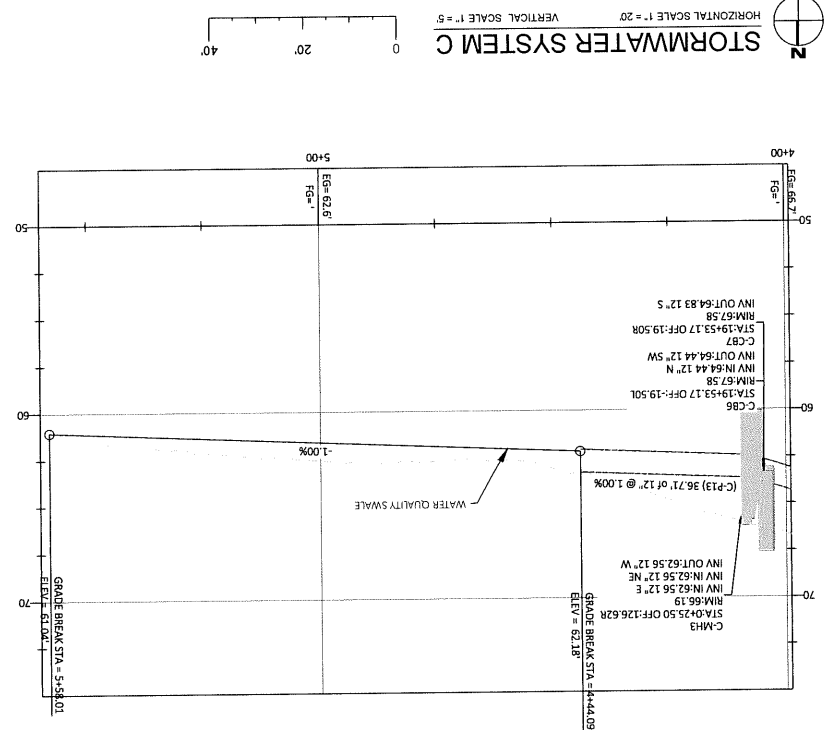 GRADE BREAK STA = 5+58.01
ELEV = 61.04'
GRADE BREAK STA = 4+44.09
ELEV = 62.18'
C-MH3
STA:0+25.50 OFF:126.62R
RIM:66.19
INV IN:62.56 12" E
INV IN:62.56 12" NE
INV OUT:62.56 12" W
70
70
WATER QUALITY SWALE
(C-P13) 36.71' of 12" @ 1.00%
-1.00%
60
60
C-CB6
STA:19+53.17 OFF:-19.50L
RIM:67.58
INV IN:64.44 12" N
INV OUT:64.44 12" SW
C-CB7
STA:19+53.17 OFF:19.50R
RIM:67.58
INV OUT:64.83 12" S
50
50
EG= 66.7'
FG= '
EG= 62.6'
FG= '
4+00
5+00
N
STORMWATER SYSTEM C
HORIZONTAL SCALE 1" = 20'
VERTICAL SCALE 1" = 5'
0
20'
40'